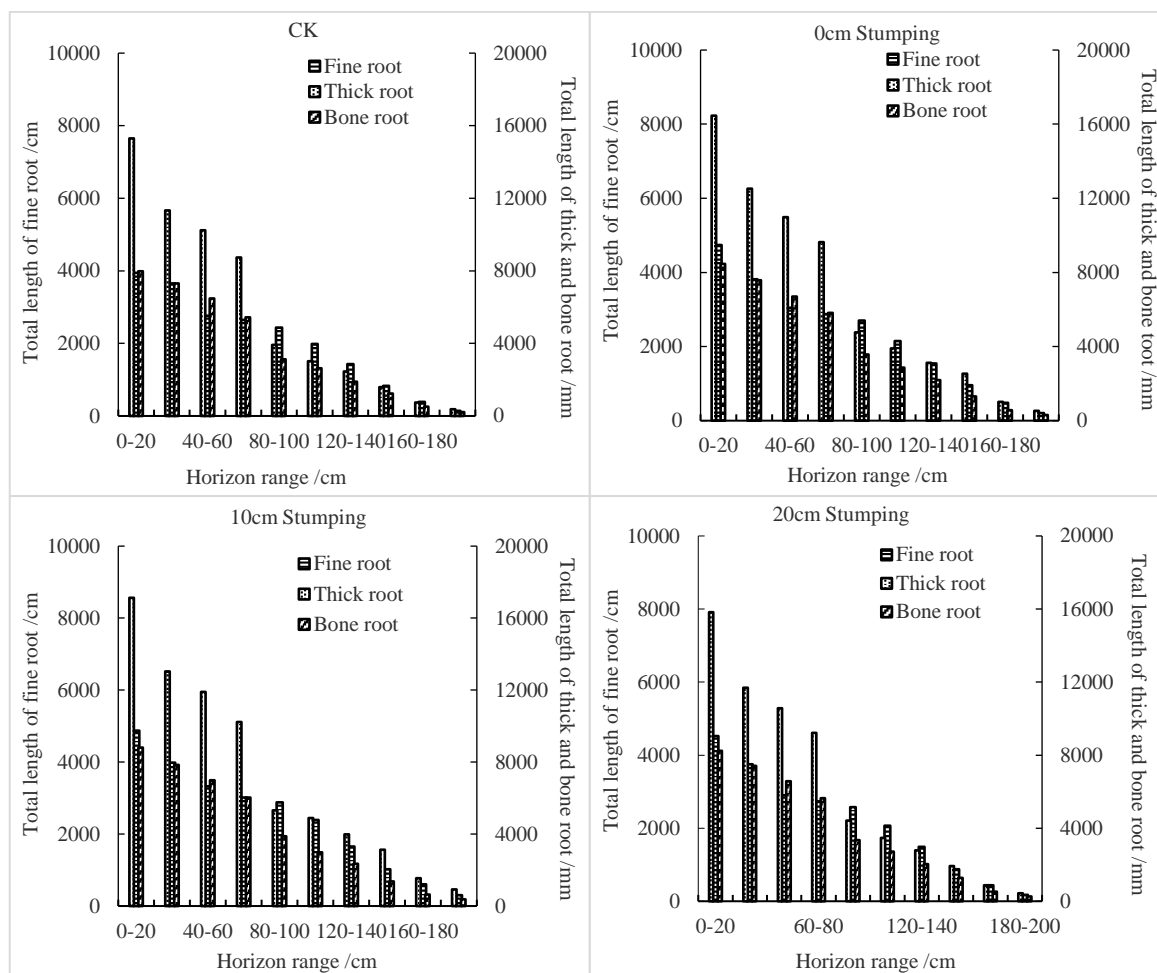 CK
Fine root
Thick root
Bone root
Total length of fine root /cm
10000
8000
6000
4000
2000
0
20000
16000
12000
8000
4000
0
Total length of thick and bone root /mm
0-20 40-60 80-100 120-140 160-180
Horizon range /cm
0cm Stumping
Fine root
Thick root
Bone root
Total length of fine root /cm
10000
8000
6000
4000
2000
0
20000
16000
12000
8000
4000
0
Total length of thick and bone toot /mm
0-20 40-60 80-100 120-140 160-180
Horizon range /cm
10cm Stumping
Fine root
Thick root
Bone root
Total length of fine root /cm
10000
8000
6000
4000
2000
0
20000
16000
12000
8000
4000
0
Total length of thick and bone root /mm
0-20 40-60 80-100 120-140 160-180
Horizon range /cm
20cm Stumping
Fine root
Thick root
Bone root
Total length of fine root /cm
10000
8000
6000
4000
2000
0
20000
16000
12000
8000
4000
0
Total length of thick and bone root /mm
0-20 60-80 120-140 180-200
Horizon range /cm